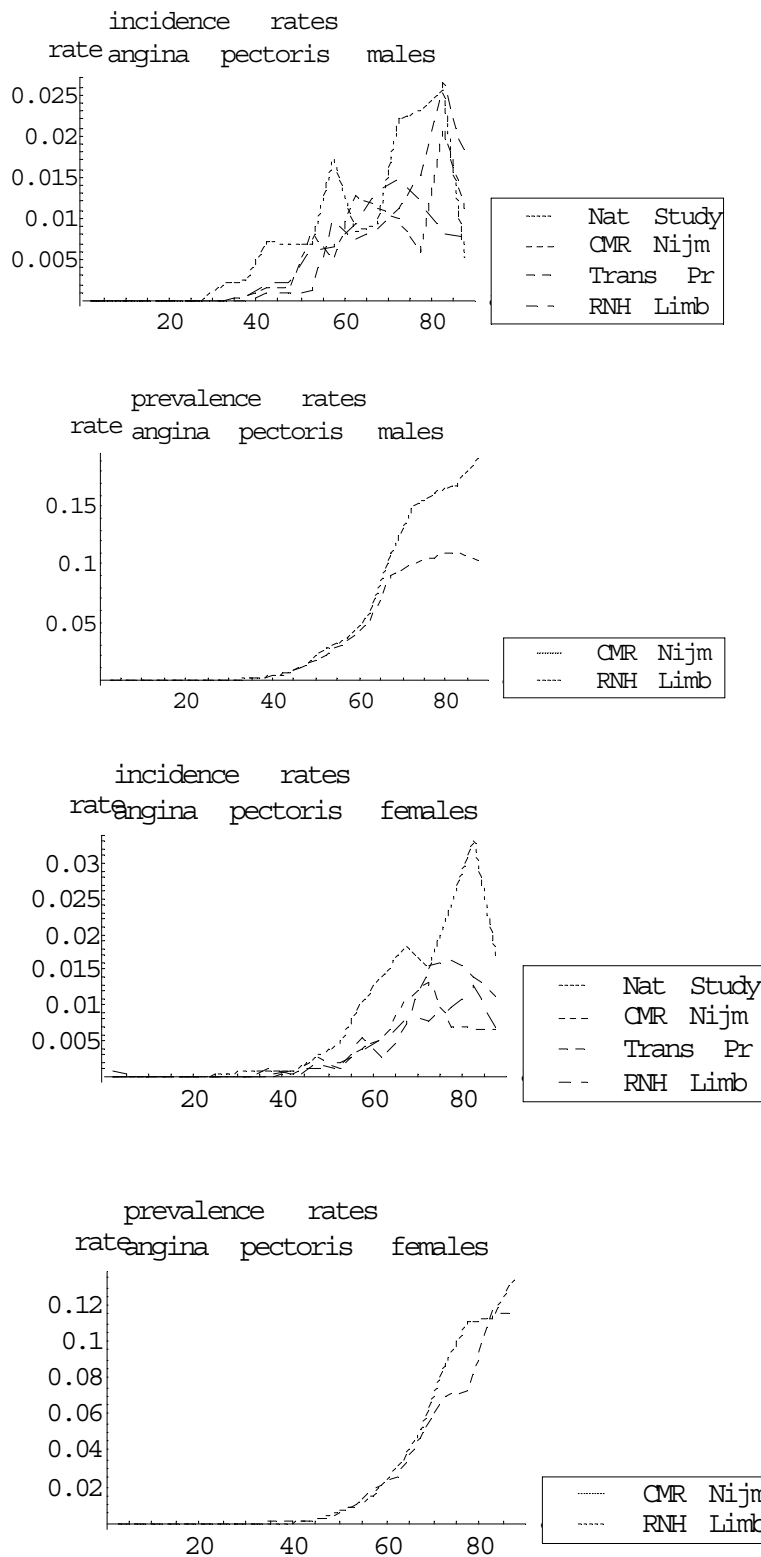 incidence rates
rate angina pectoris males
0.025
0.02
0.015
0.01
0.005
20 40 60 80
Nat Study
CMR Nijm
Trans Pr
RNH Limb
prevalence rates
rate angina pectoris males
0.15
0.1
0.05
20 40 60 80
CMR Nijm
RNH Limb
incidence rates
rate angina pectoris females
0.03
0.025
0.02
0.015
0.01
0.005
20 40 60 80
Nat Study
CMR Nijm
Trans Pr
RNH Limb
prevalence rates
rate angina pectoris females
0.12
0.1
0.08
0.06
0.04
0.02
20 40 60 80
CMR Nijm
RNH Limb